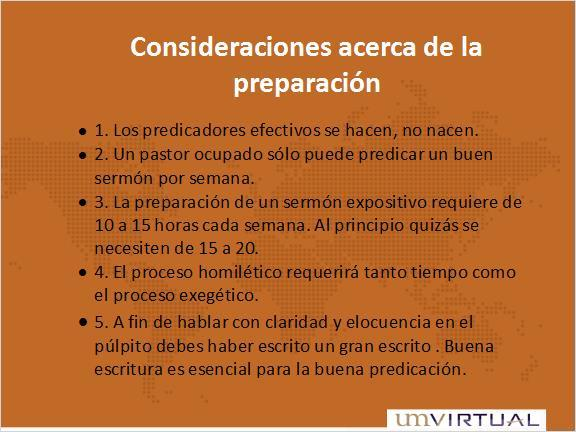 Consideraciones acerca de la
preparación
• 1. Los predicadores efectivos se hacen, no nacen.
• 2. Un pastor ocupado sólo puede predicar un buen
sermón por semana.
• 3. La preparación de un sermón expositivo requiere de
10 a 15 horas cada semana. Al principio quizás se
necesiten de 15 a 20.
• 4. El proceso homilético requerirá tanto tiempo como
el proceso exegético.
• 5. A fin de hablar con claridad y elocuencia en el
púlpito debes haber escrito un gran escrito . Buena
escritura es esencial para la buena predicación.
umVIRTUAL